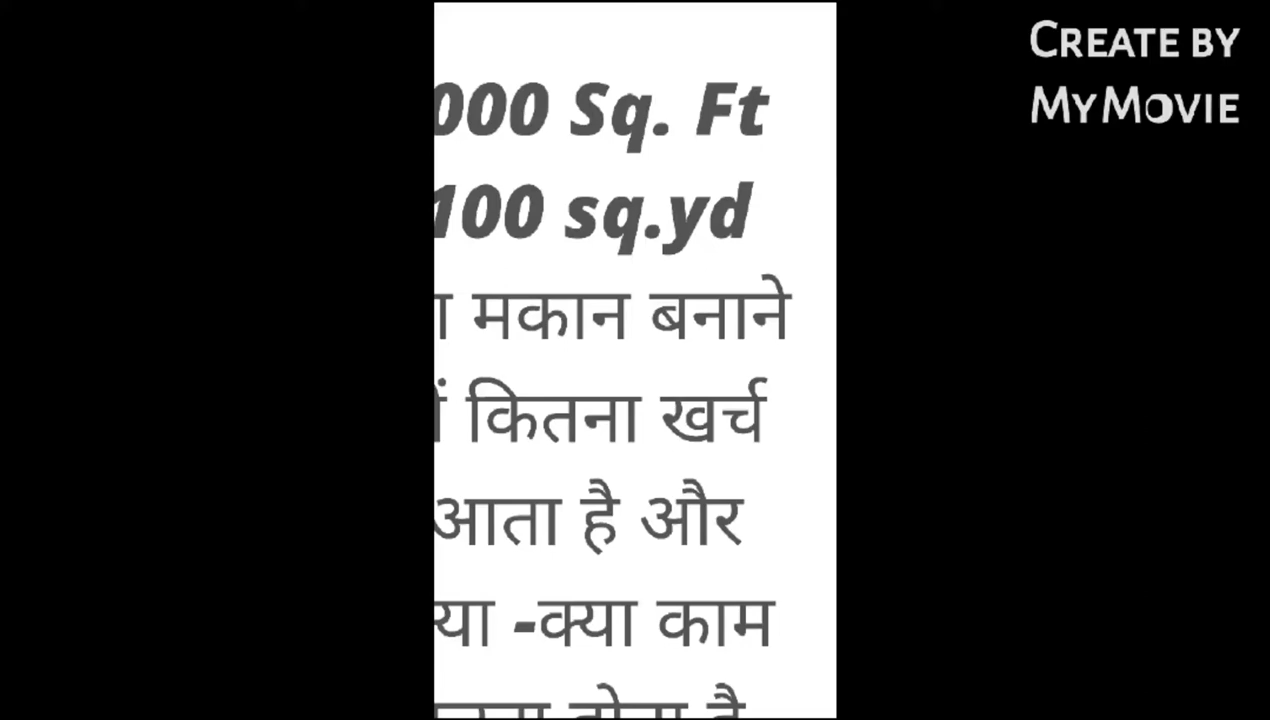 CREATE BY
MYMOVIE
000 Sq. Ft
100 sq.yd
मकान बनाने
कितना खर्च
आता है और
-क्या काम